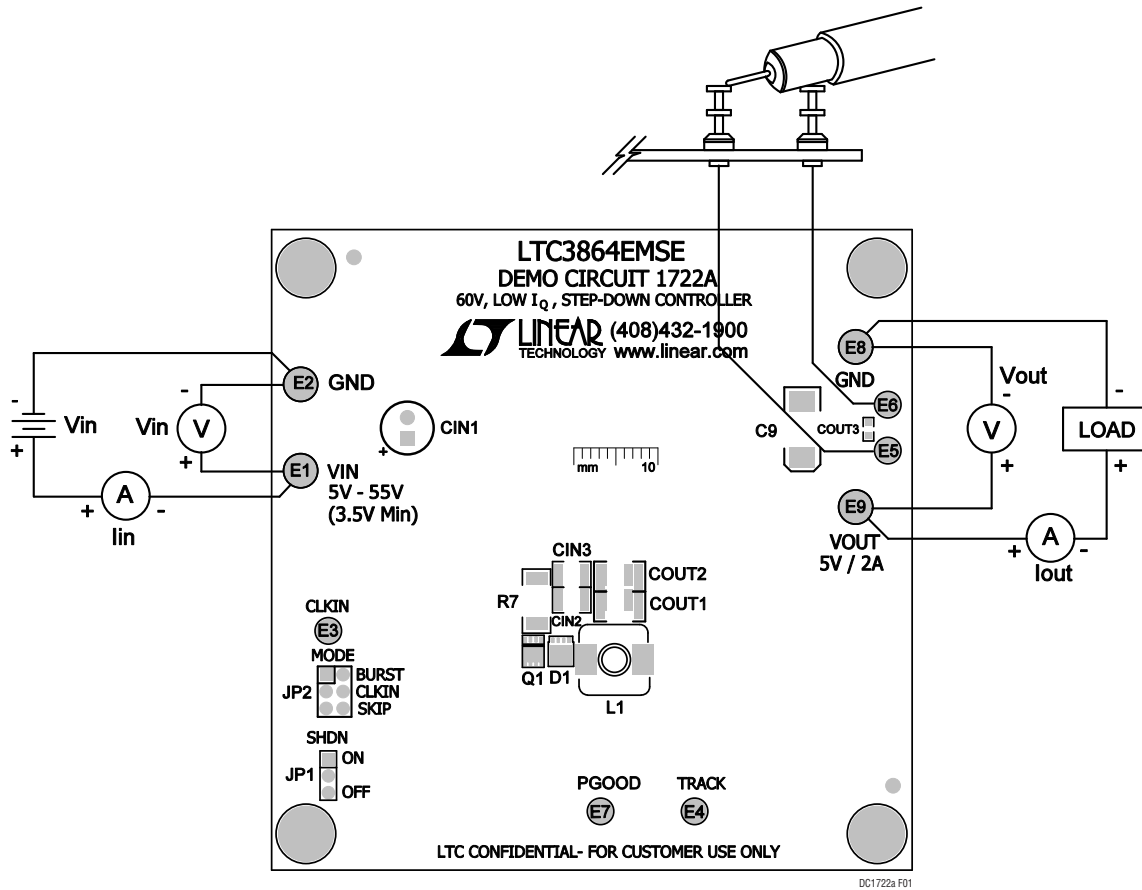 LTC3864EMSE
DEMO CIRCUIT 1722A
60V, LOW IQ , STEP-DOWN CONTROLLER
LINEAR (408)432-1900
TECHNOLOGY www.linear.com
-
Vin
+
-
Vin
V
+
+
A
-
Iin
E2 GND
E1 VIN
5V - 55V
(3.5V Min)
CIN1
+
mm 10
C9
COUT3
E8
GND
E6
E5
E9
VOUT
5V / 2A
Vout
-
V
+
-
LOAD
+
+
A
-
Iout
CIN3
COUT2
COUT1
R7
CIN2
Q1
D1
L1
CLKIN
E3
MODE
JP2
BURST
CLKIN
SKIP
SHDN
JP1
ON
OFF
PGOOD
E7
TRACK
E4
LTC CONFIDENTIAL- FOR CUSTOMER USE ONLY
DC1722a F01